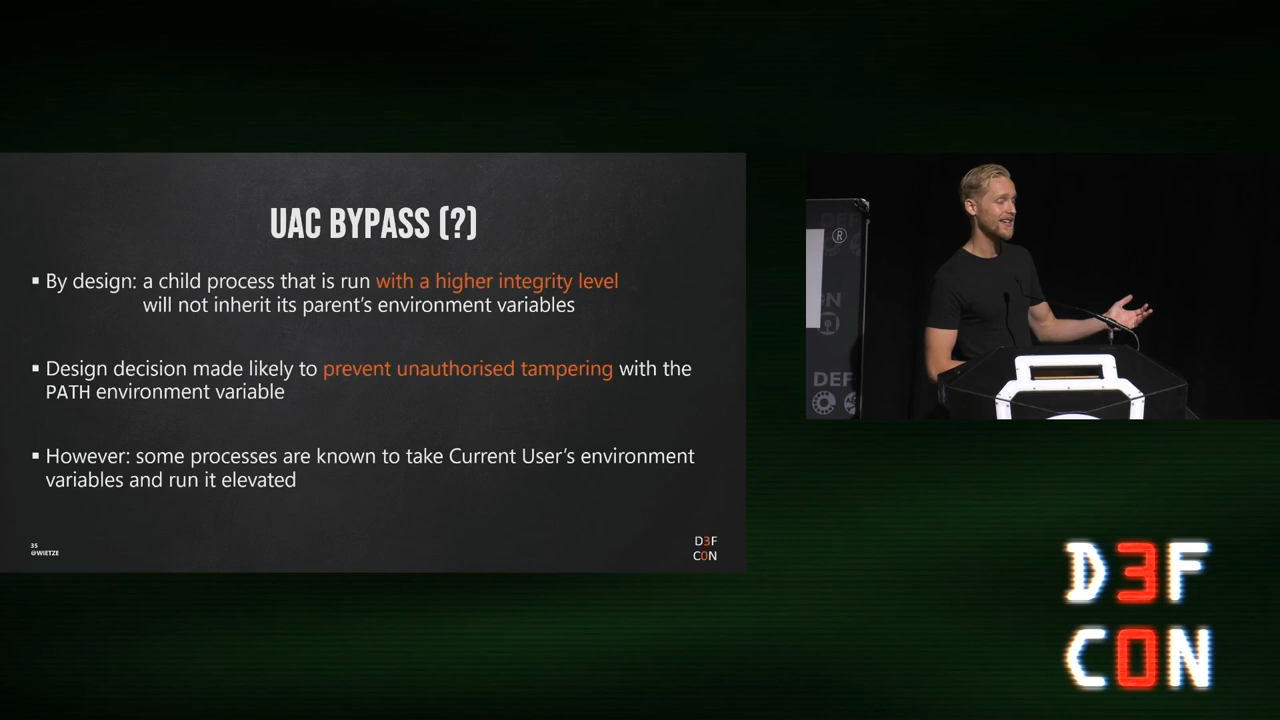 UAC BYPASS (?)
▪ By design: a child process that is run with a higher integrity level
will not inherit its parent's environment variables
▪ Design decision made likely to prevent unauthorised tampering with the
PATH environment variable
▪ However: some processes are known to take Current User's environment
variables and run it elevated
35
@WIETZE
D3F
C0N
®
DEF
D3F
C0N